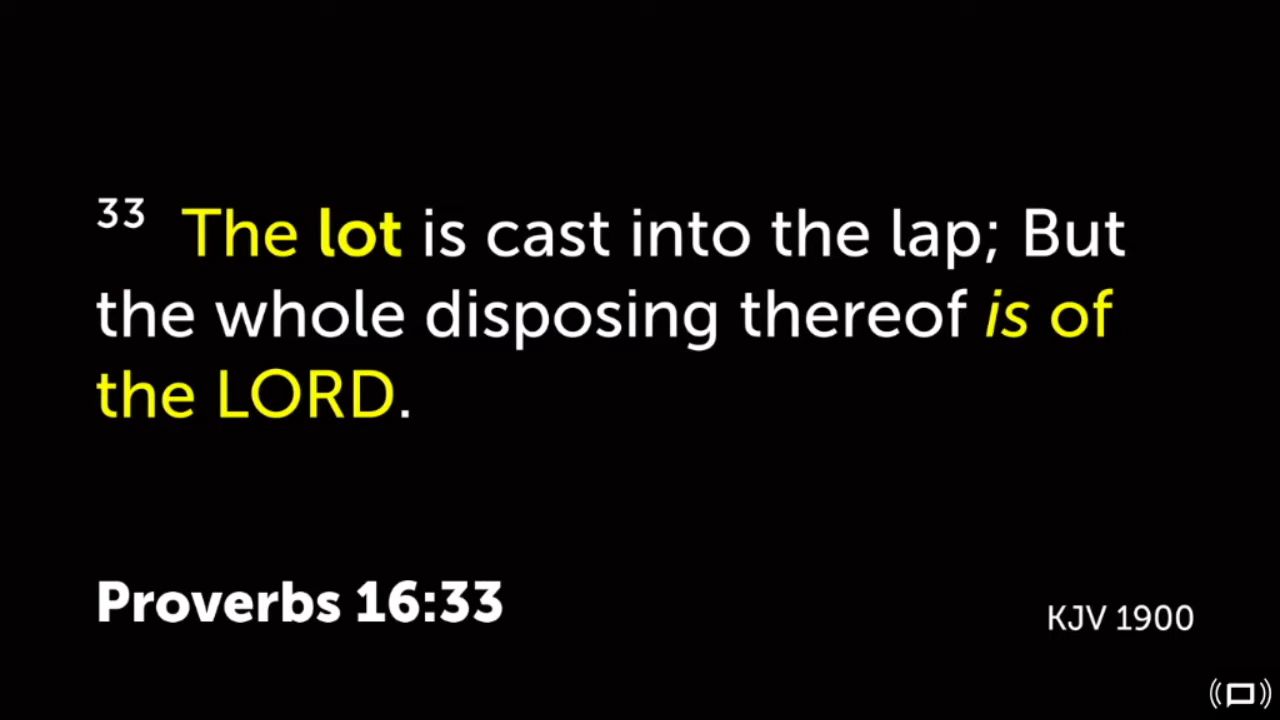 33 The lot is cast into the lap; But
the whole disposing thereof is of
the LORD.
Proverbs 16:33
KJV 1900